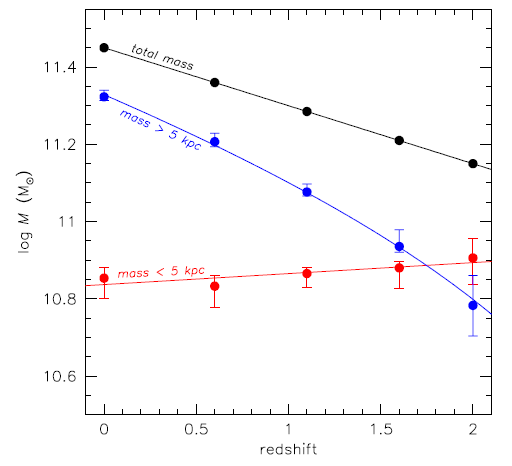 11.4
11.2
11
10.8
10.6
log M (M⊙)
total mass
mass > 5 kpc
mass < 5 kpc
0
0.5
1
1.5
2
redshift